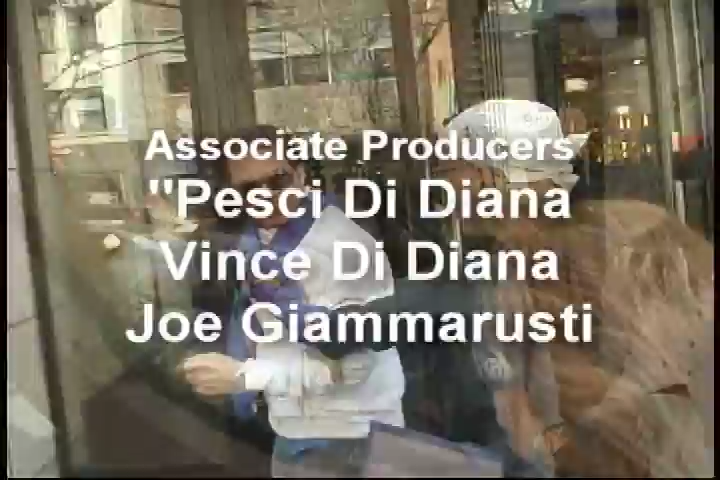 Associate Producers
"Pesci Di Diana
Vince Di Diana
Joe Giammarusti